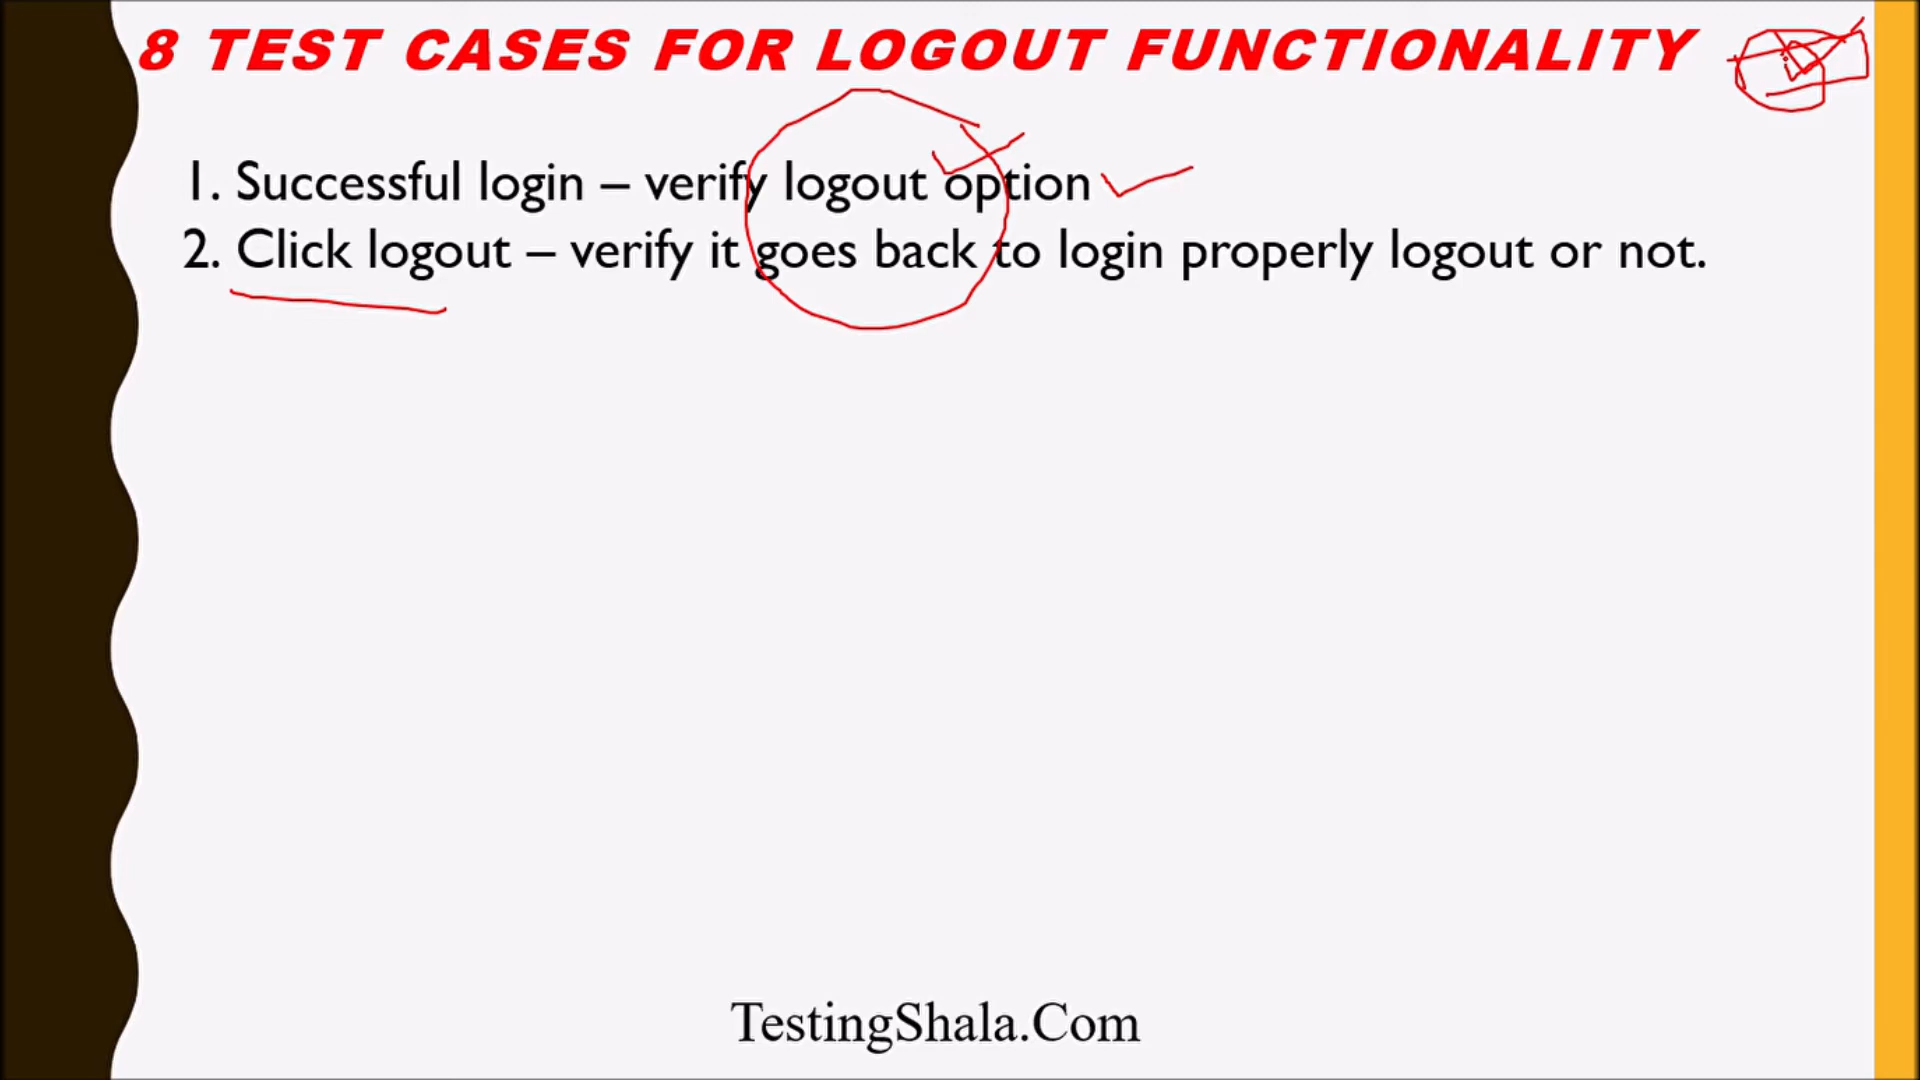 8 TEST CASES FOR LOGOUT FUNCTIONALITY
1. Successful login – verify logout option
2. Click logout – verify it goes back to login properly logout or not.
TestingShala.Com